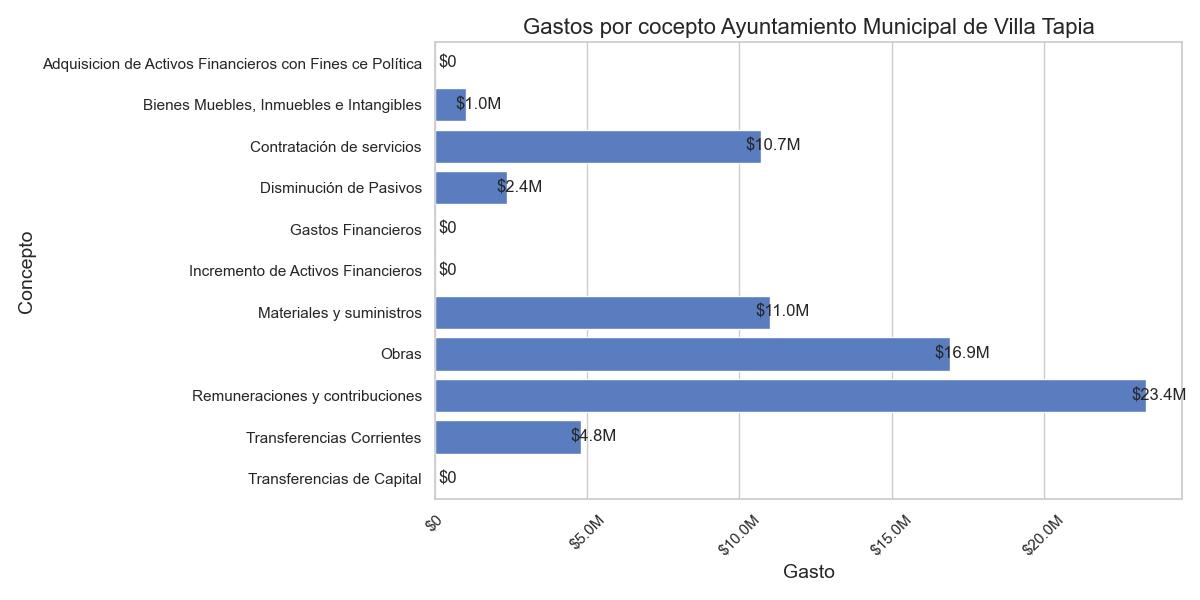 Gastos por cocepto Ayuntamiento Municipal de Villa Tapia
Concepto
Adquisicion de Activos Financieros con Fines ce Política $0
Bienes Muebles, Inmuebles e Intangibles $1.0M
Contratación de servicios $10.7M
Disminución de Pasivos $2.4M
Gastos Financieros $0
Incremento de Activos Financieros $0
Materiales y suministros $11.0M
Obras $16.9M
Remuneraciones y contribuciones $23.4M
Transferencias Corrientes $4.8M
Transferencias de Capital $0
$0 $5.0M $10.0M $15.0M $20.0M
Gasto